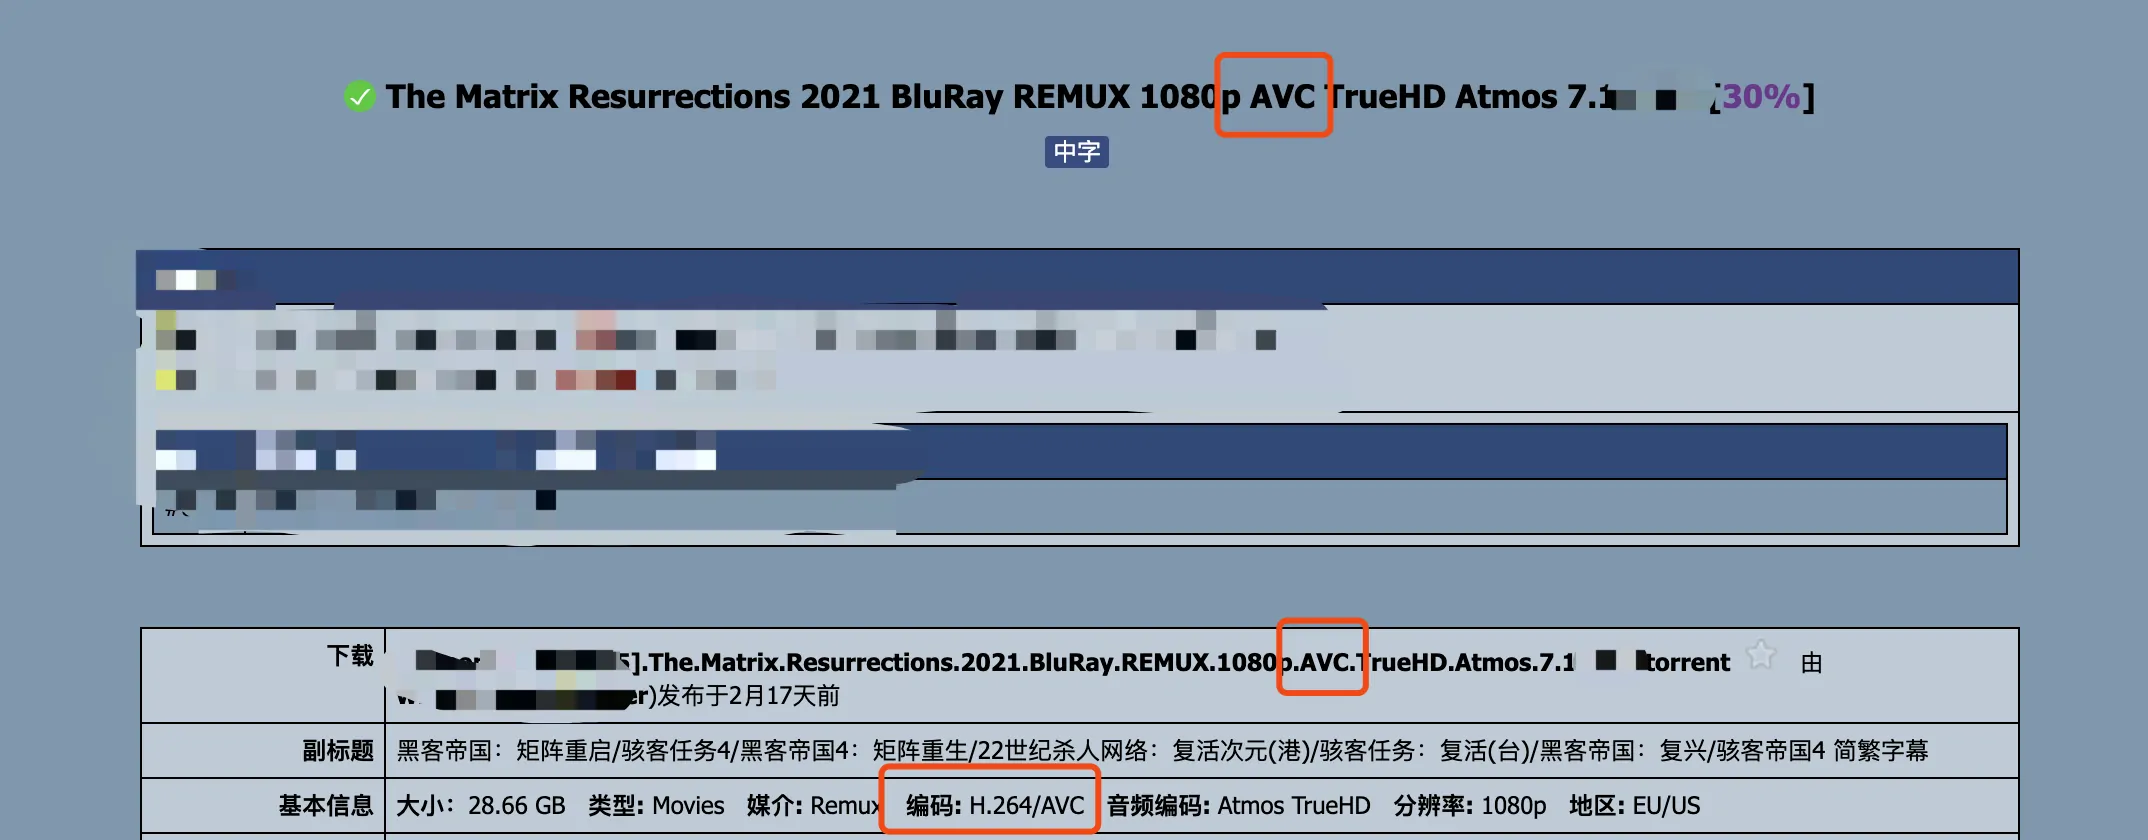 The Matrix Resurrections 2021 BluRay REMUX 1080p AVC TrueHD Atmos 7.1 [30%]
中字
下载
].The.Matrix.Resurrections.2021.BluRay.REMUX.1080p.AVC.TrueHD.Atmos.7.1 torrent 由
)发布于2月17天前
副标题 黑客帝国：矩阵重启/骇客任务4/黑客帝国4：矩阵重生/22世纪杀人网络：复活次元(港)/骇客任务：复活(台)/黑客帝国：复兴/骇客帝国4 简繁字幕
基本信息 大小：28.66 GB 类型: Movies 媒介: Remux 编码: H.264/AVC 音频编码: Atmos TrueHD 分辨率: 1080p 地区: EU/US